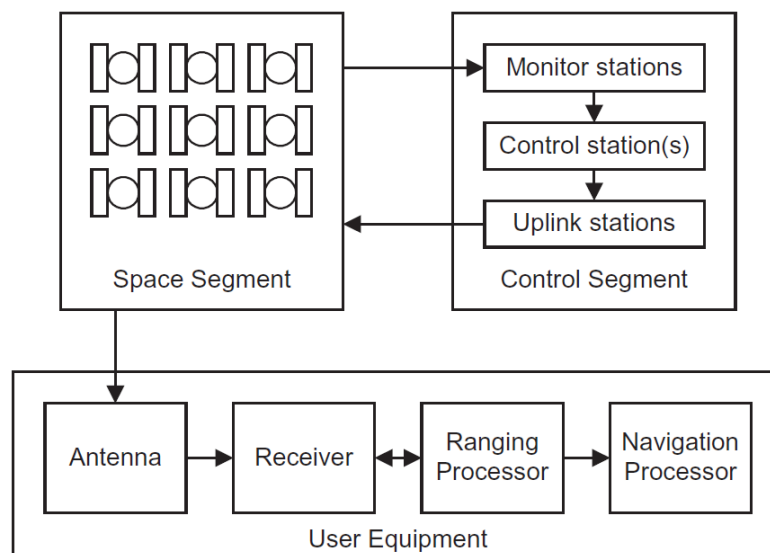 Monitor stations
Control station(s)
Uplink stations
Space Segment
Control Segment
Antenna
Receiver
Ranging
Processor
Navigation
Processor
User Equipment